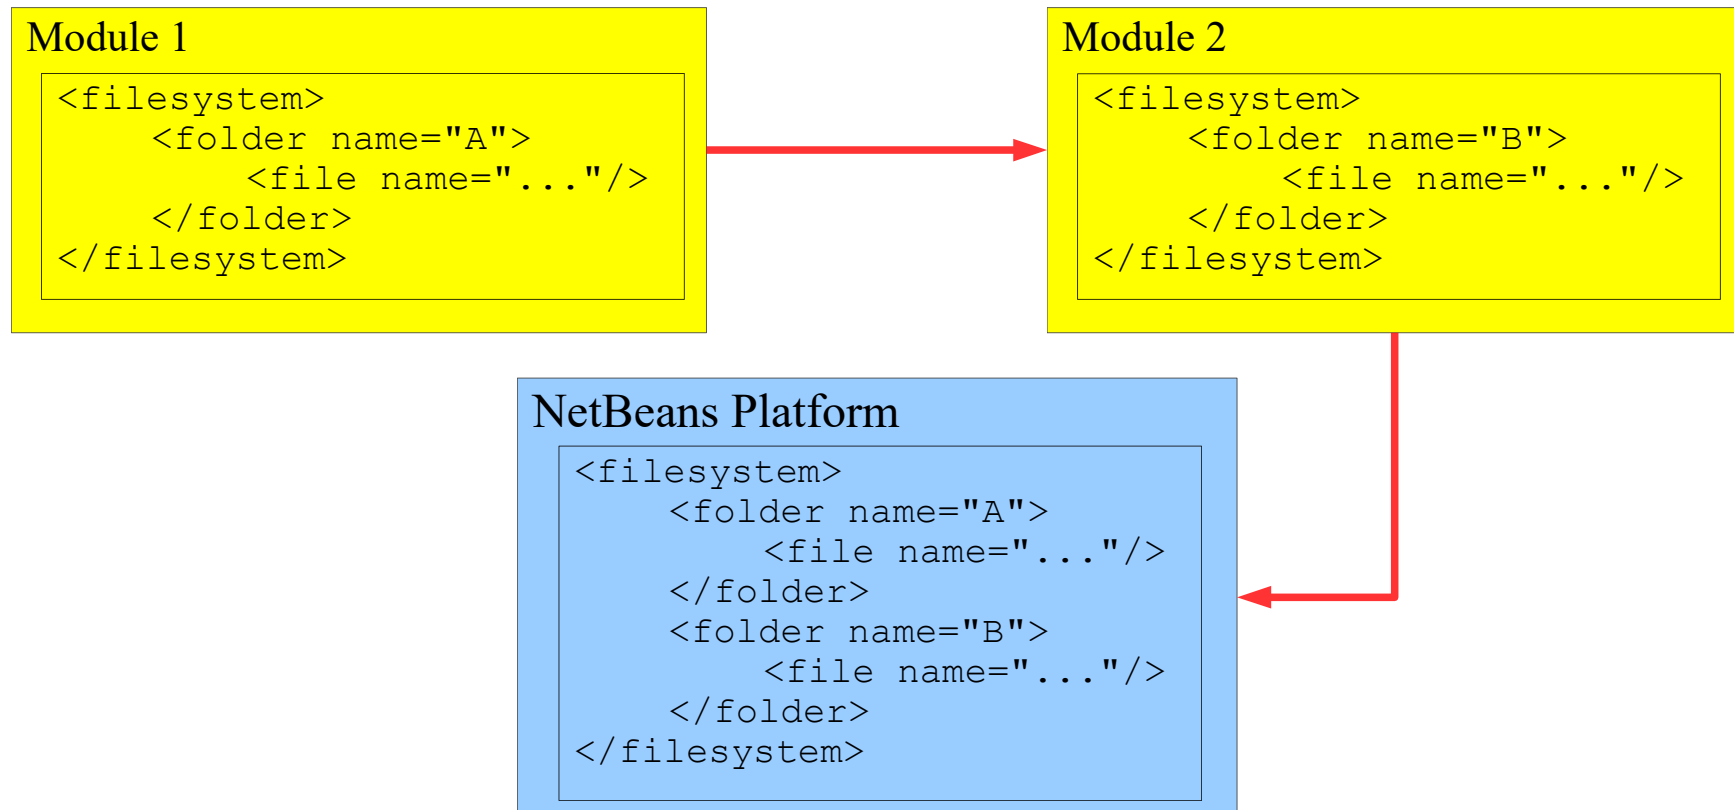 Module 1
<filesystem>
    <folder name="A">
        <file name="..."/>
    </folder>
</filesystem>
Module 2
<filesystem>
    <folder name="B">
        <file name="..."/>
    </folder>
</filesystem>
NetBeans Platform
<filesystem>
    <folder name="A">
        <file name="..."/>
    </folder>
    <folder name="B">
        <file name="..."/>
    </folder>
</filesystem>